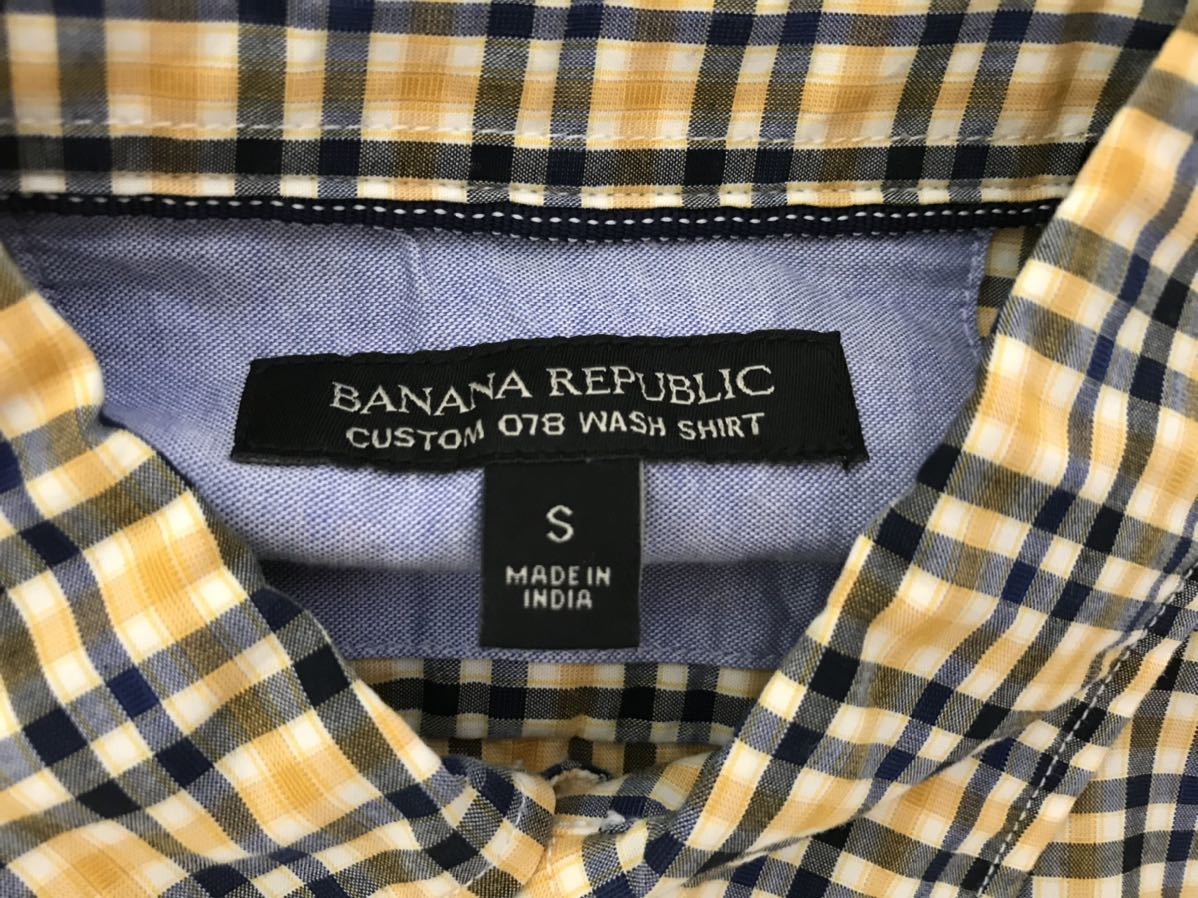 BANANA REPUBLIC
CUSTOM 078 WASH SHIRT
S
MADE IN
INDIA